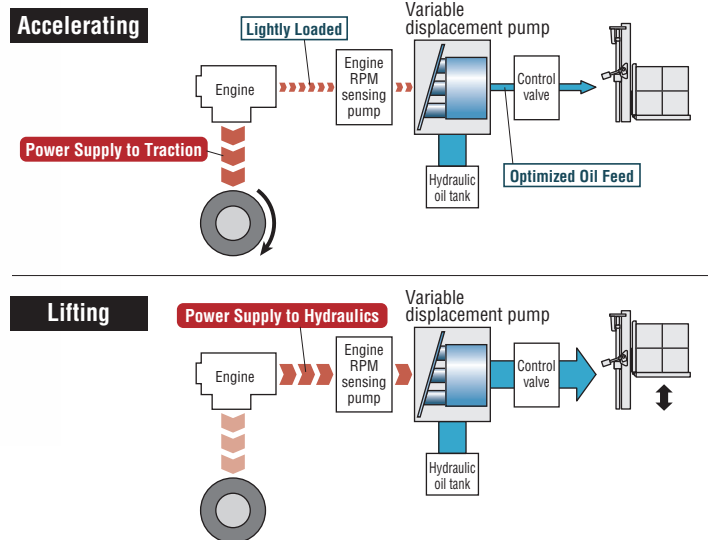 Accelerating
Lightly Loaded
Variable
displacement pump
Engine
Engine
RPM
sensing
pump
Control
valve
Power Supply to Traction
Hydraulic
oil tank
Optimized Oil Feed
Lifting
Power Supply to Hydraulics
Variable
displacement pump
Engine
Engine
RPM
sensing
pump
Control
valve
Hydraulic
oil tank